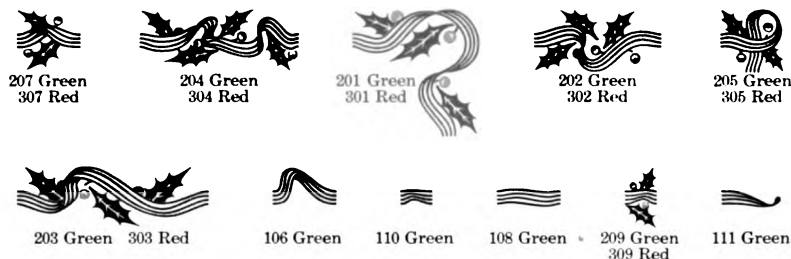 207 Green
307 Red
204 Green
304 Red
201 Green
301 Red
202 Green
302 Red
205 Green
305 Red
203 Green 303 Red
106 Green
110 Green
108 Green
209 Green
309 Red
111 Green